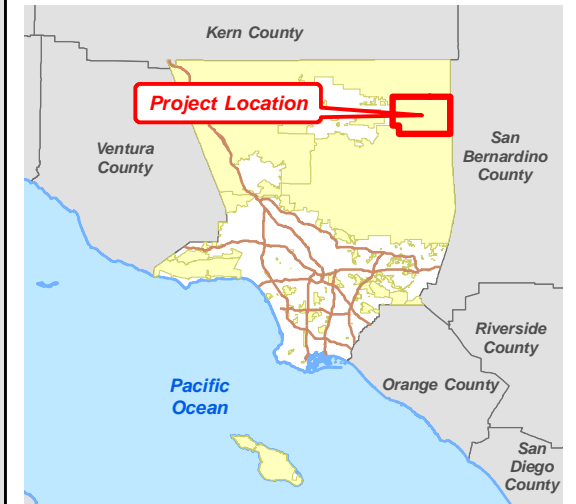 Kern County
Project Location
Ventura
County
San
Bernardino
County
Riverside
County
Orange County
Pacific
Ocean
San
Diego
County